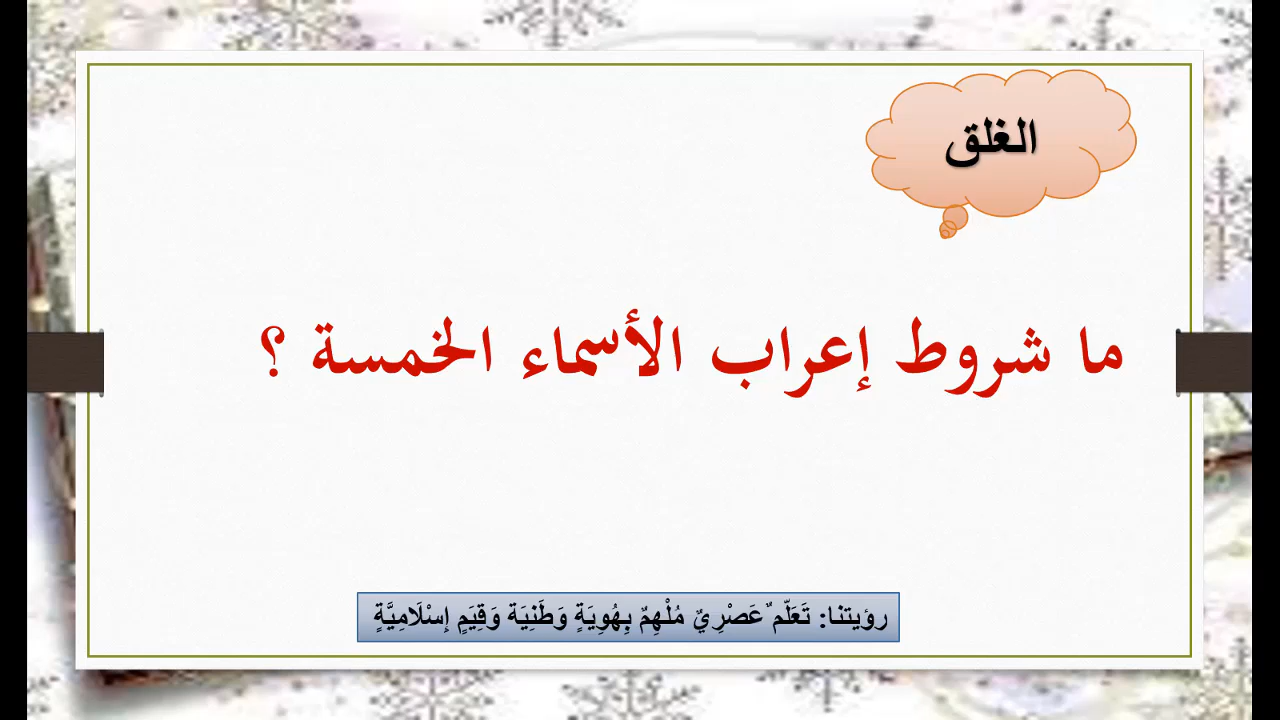 الغلق
ما شروط إعراب الأسماء الخمسة ؟
رؤيتنا: تَعَلّم ٌ عَصْرِيٌ مُلْهِمٌ بِهُوِيَةٍ وَطَنِيَة وَقِيَمٍ إِسْلَامِيَّةٍ